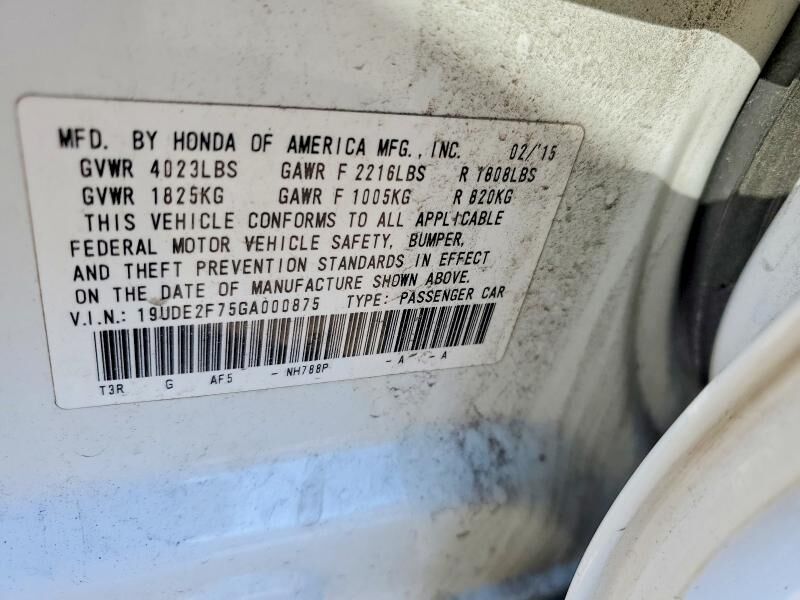 MFD. BY HONDA OF AMERICA MFG., INC. 02/'15
GVWR 4023LBS GAWR F 2216LBS R 1808LBS
GVWR 1825KG GAWR F 1005KG R 820KG
THIS VEHICLE CONFORMS TO ALL APPLICABLE
FEDERAL MOTOR VEHICLE SAFETY, BUMPER,
AND THEFT PREVENTION STANDARDS IN EFFECT
ON THE DATE OF MANUFACTURE SHOWN ABOVE.
V.I.N.: 19UDE2F75GA000875 TYPE: PASSENGER CAR
T3R G AF5 - NH788P - A - A